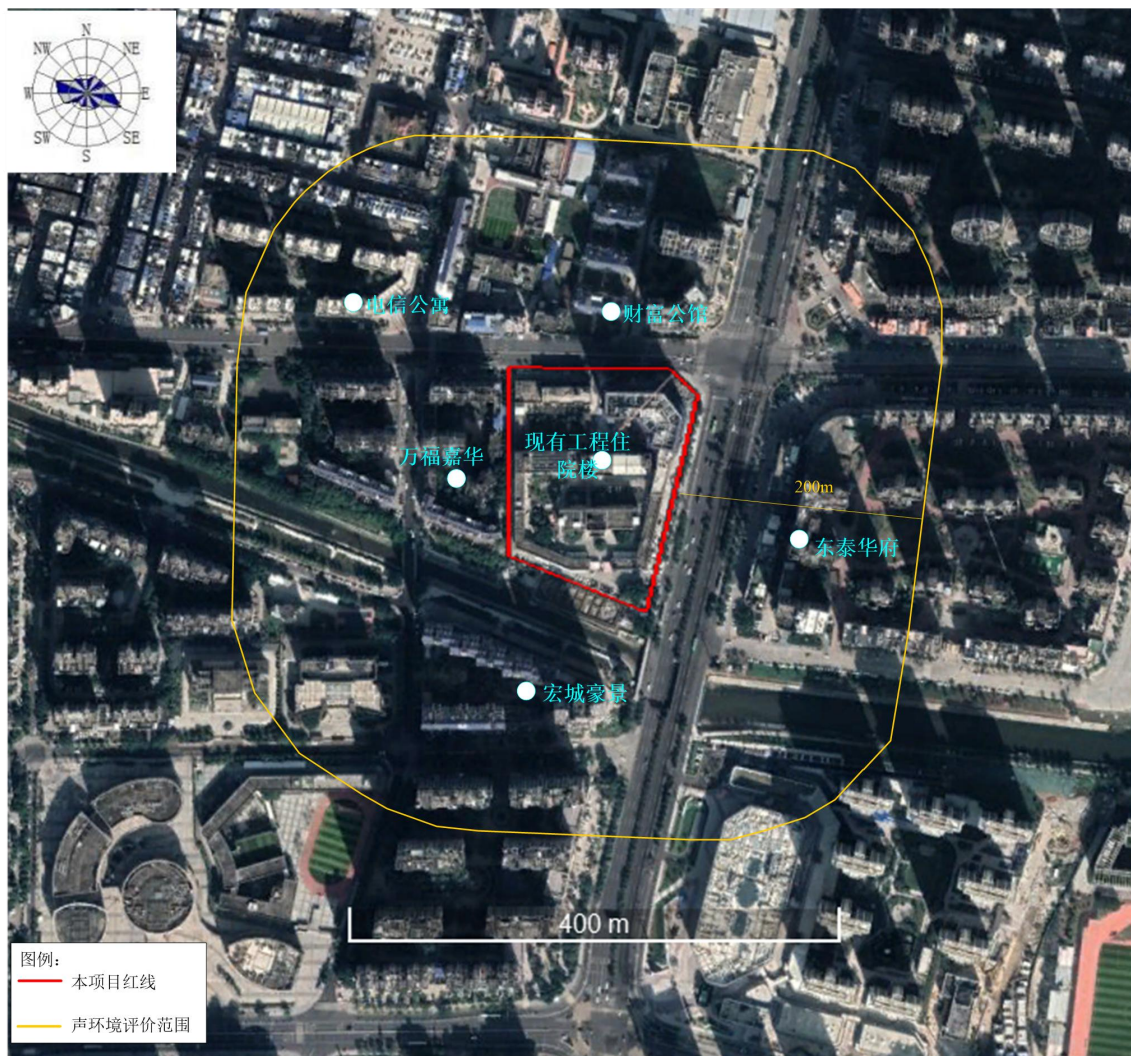 N
NW
NE
W
E
SW
SE
S
电信公寓
财富公馆
现有工程住
院楼
万福嘉华
200m
东泰华府
宏城豪景
400 m
图例：
本项目红线
声环境评价范围